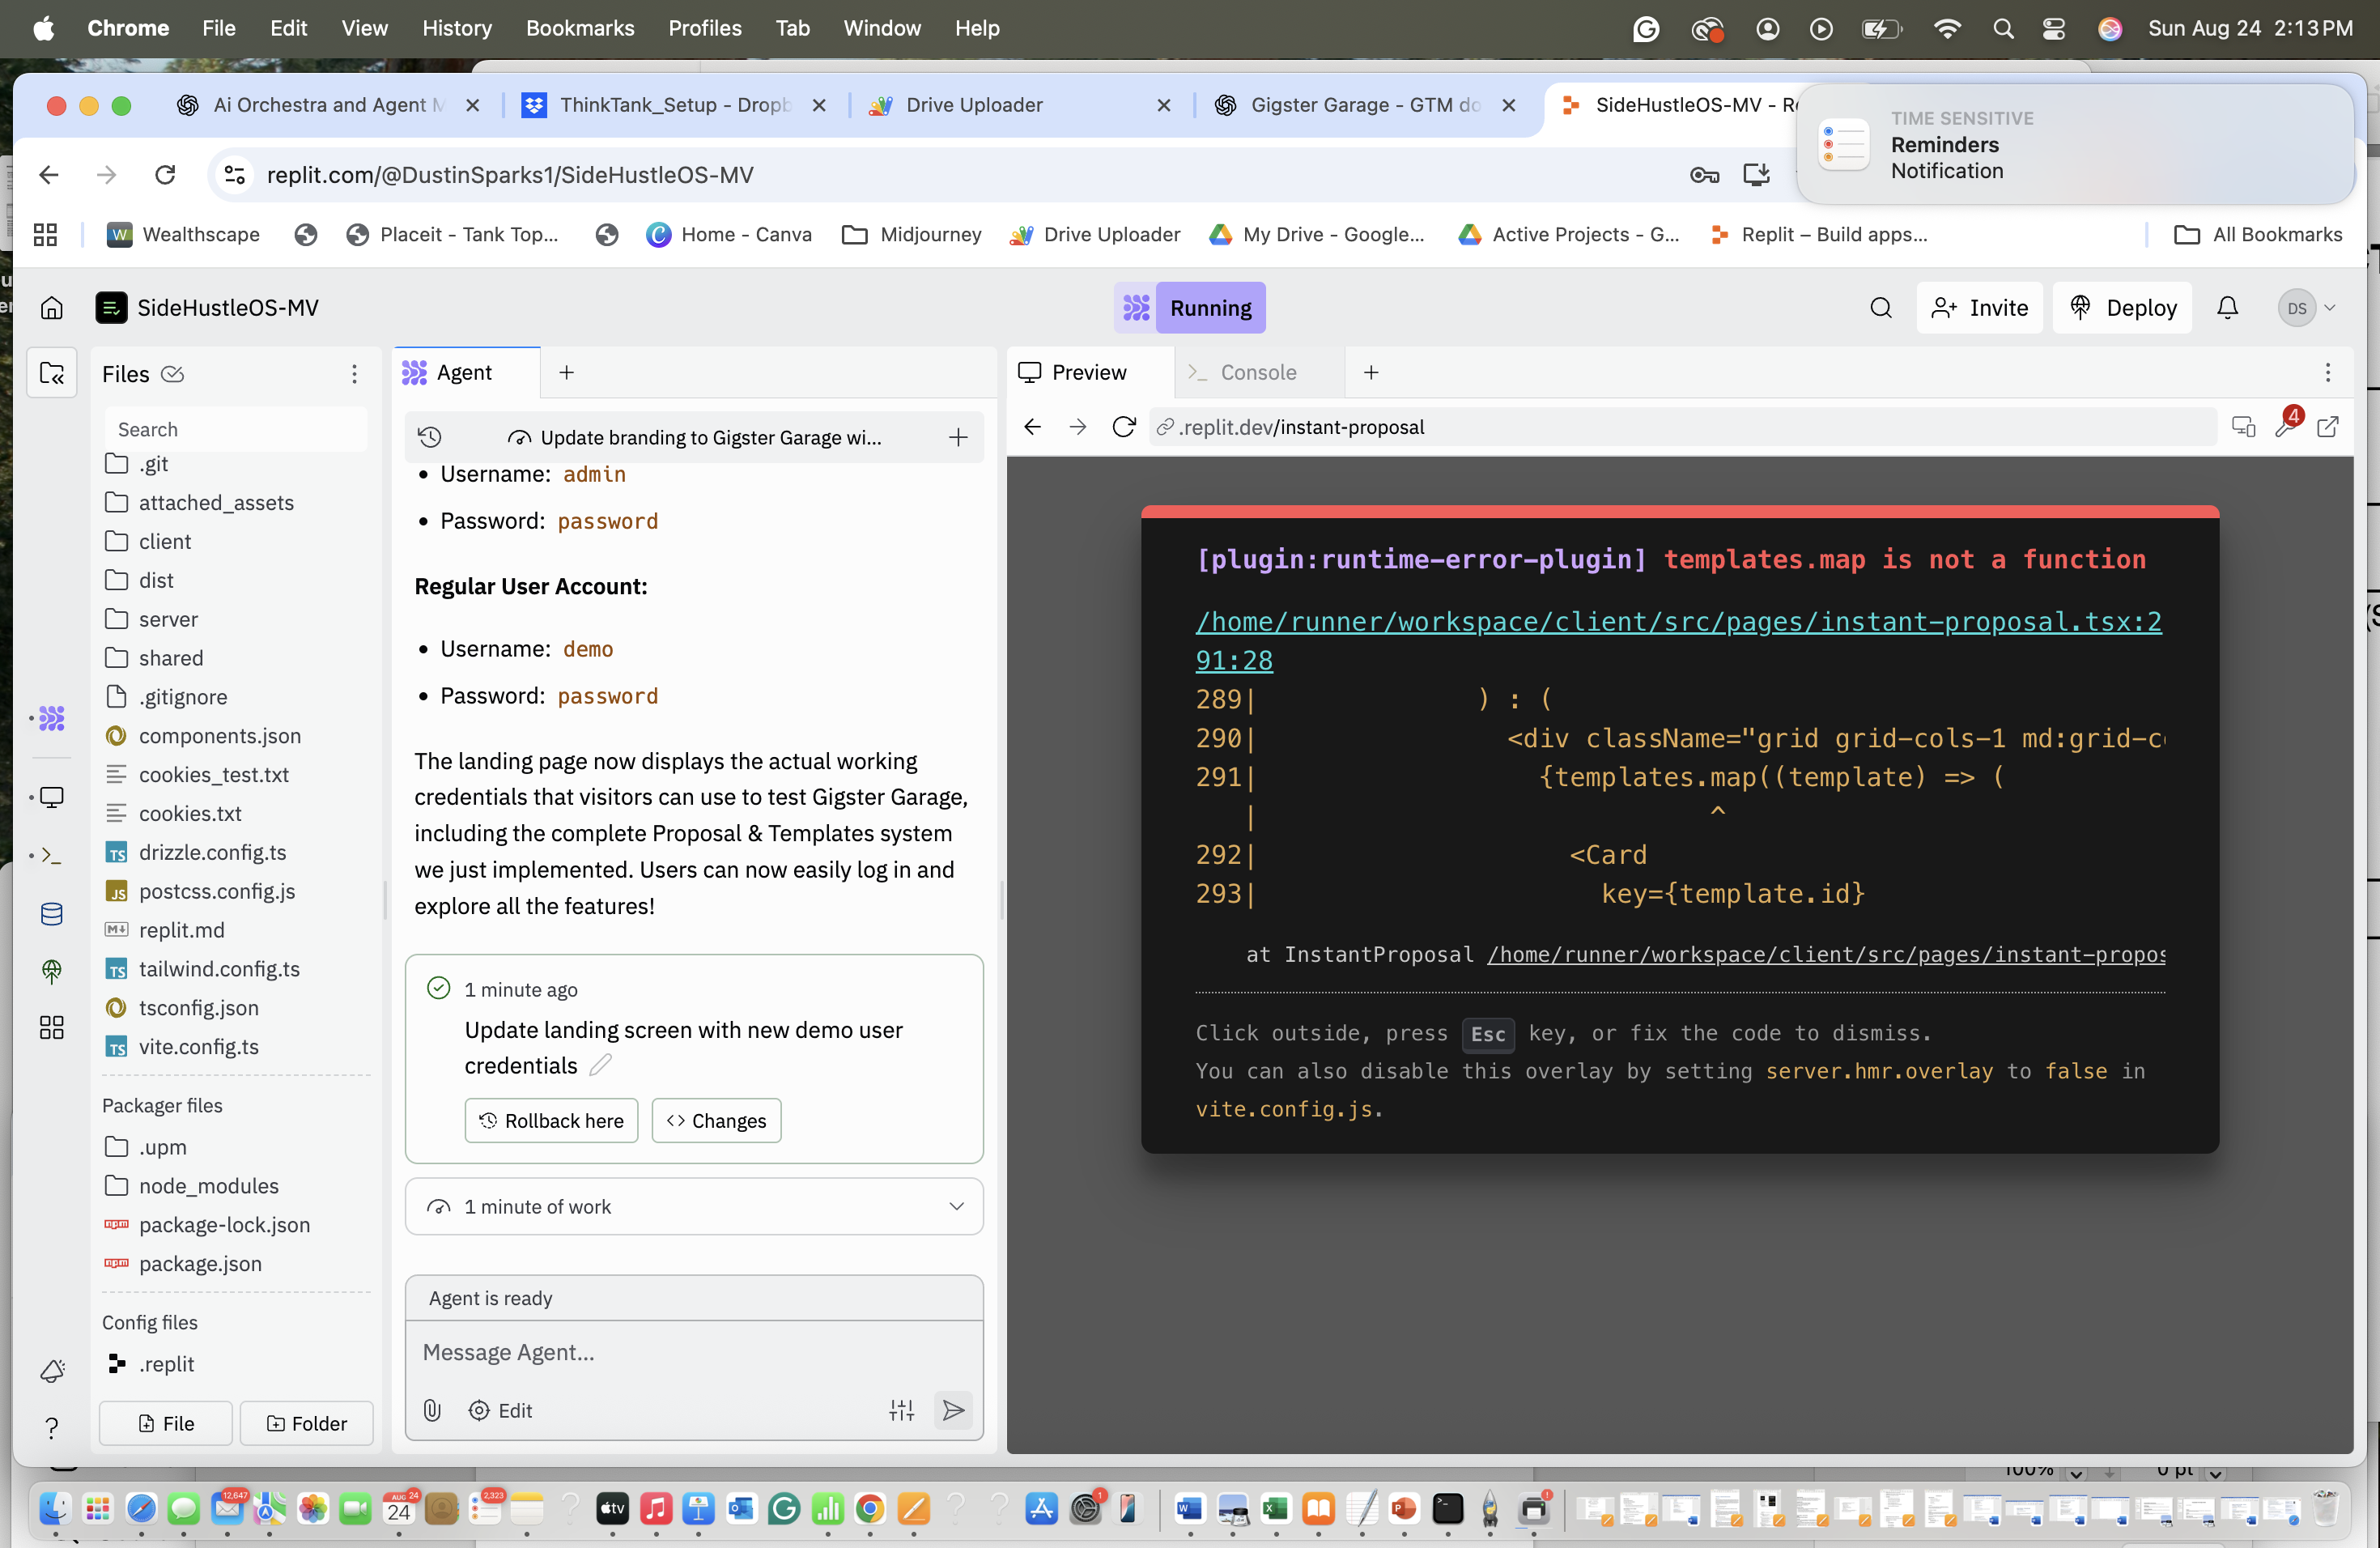 Chrome File Edit View History Bookmarks Profiles Tab Window Help
Sun Aug 24 2:13 PM
Ai Orchestra and Agent M
ThinkTank_Setup - Dropb
Drive Uploader
Gigster Garage - GTM do
SideHustleOS-MV - Re
TIME SENSITIVE
Reminders
Notification
replit.com/@DustinSparks1/SideHustleOS-MV
Wealthscape
Placeit - Tank Top...
Home - Canva
Midjourney
Drive Uploader
My Drive - Google...
Active Projects - G...
Replit – Build apps...
All Bookmarks
SideHustleOS-MV
Running
Invite
Deploy
DS
Files
Search
.git
attached_assets
client
dist
server
shared
.gitignore
components.json
cookies_test.txt
cookies.txt
drizzle.config.ts
postcss.config.js
replit.md
tailwind.config.ts
tsconfig.json
vite.config.ts
Packager files
.upm
node_modules
package-lock.json
package.json
Config files
.replit
File
Folder
Agent
Update branding to Gigster Garage wi...
• Username: admin
• Password: password
Regular User Account:
• Username: demo
• Password: password
The landing page now displays the actual working
credentials that visitors can use to test Gigster Garage,
including the complete Proposal & Templates system
we just implemented. Users can now easily log in and
explore all the features!
1 minute ago
Update landing screen with new demo user
credentials
Rollback here
<> Changes
1 minute of work
Agent is ready
Message Agent...
Edit
Preview
>_ Console
.replit.dev/instant-proposal
4
[plugin:runtime-error-plugin] templates.map is not a function
/home/runner/workspace/client/src/pages/instant-proposal.tsx:2
91:28
289| ) : (
290| <div className="grid grid-cols-1 md:grid-co
291| {templates.map((template) => (
| ^
292| <Card
293| key={template.id}
at InstantProposal /home/runner/workspace/client/src/pages/instant-propos
Click outside, press Esc key, or fix the code to dismiss.
You can also disable this overlay by setting server.hmr.overlay to false in
vite.config.js.
100%
0 pt
12,647
AUG 24
24
2,323
tv
1